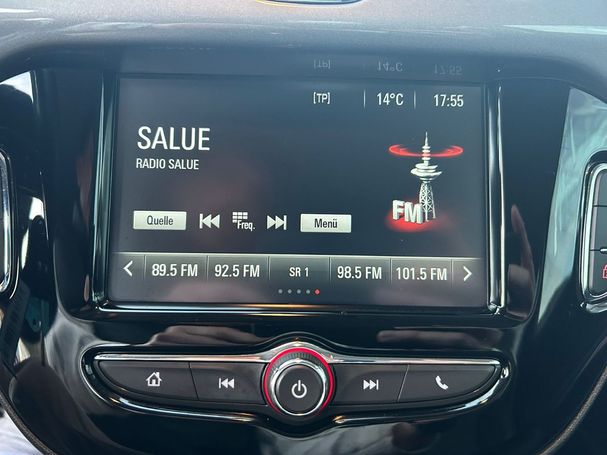 [TP] 14°C 17:55
SALUE
RADIO SALUE
FM
Quelle Freq. Menü
89.5 FM 92.5 FM SR 1 98.5 FM 101.5 FM